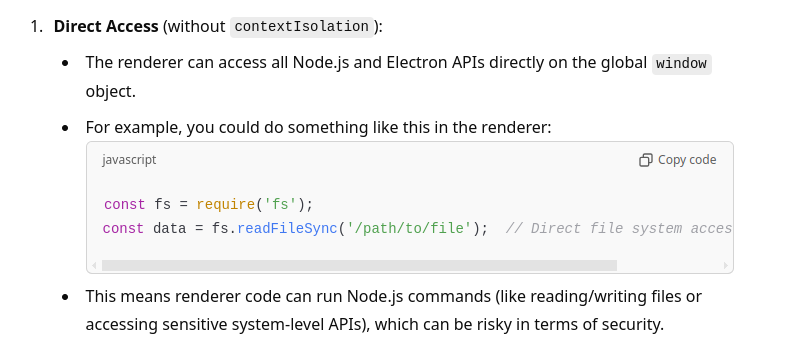 1. Direct Access (without contextIsolation):
• The renderer can access all Node.js and Electron APIs directly on the global window
object.
• For example, you could do something like this in the renderer:
javascript Copy code
const fs = require('fs');
const data = fs.readFileSync('/path/to/file'); // Direct file system acces
• This means renderer code can run Node.js commands (like reading/writing files or
accessing sensitive system-level APIs), which can be risky in terms of security.